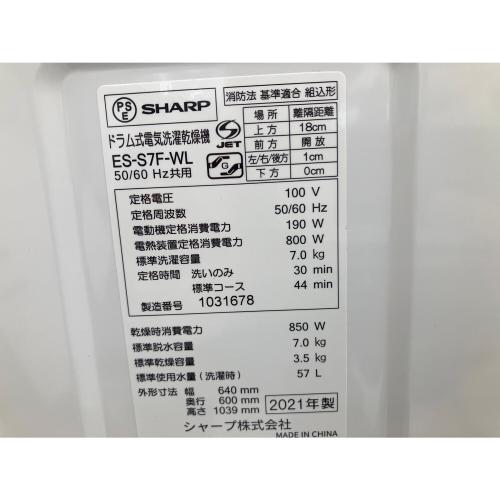 PSE SHARP
ドラム式電気洗濯乾燥機
ES-S7F-WL
50/60 Hz共用
S JET
G
消防法 基準適合 組込形
場所 離隔距離
上方 18cm
前方 開放
左/右/後方 1cm
下方 0cm
定格電圧 100 V
定格周波数 50/60 Hz
電動機定格消費電力 190 W
電熱装置定格消費電力 800 W
標準洗濯容量 7.0 kg
定格時間 洗いのみ 30 min
標準コース 44 min
製造番号 1031678
乾燥時消費電力 850 W
標準脱水容量 7.0 kg
標準乾燥容量 3.5 kg
標準使用水量(洗濯時) 57 L
外形寸法 幅 640 mm
奥行 600 mm
高さ 1039 mm
2021年製
シャープ株式会社
MADE IN CHINA